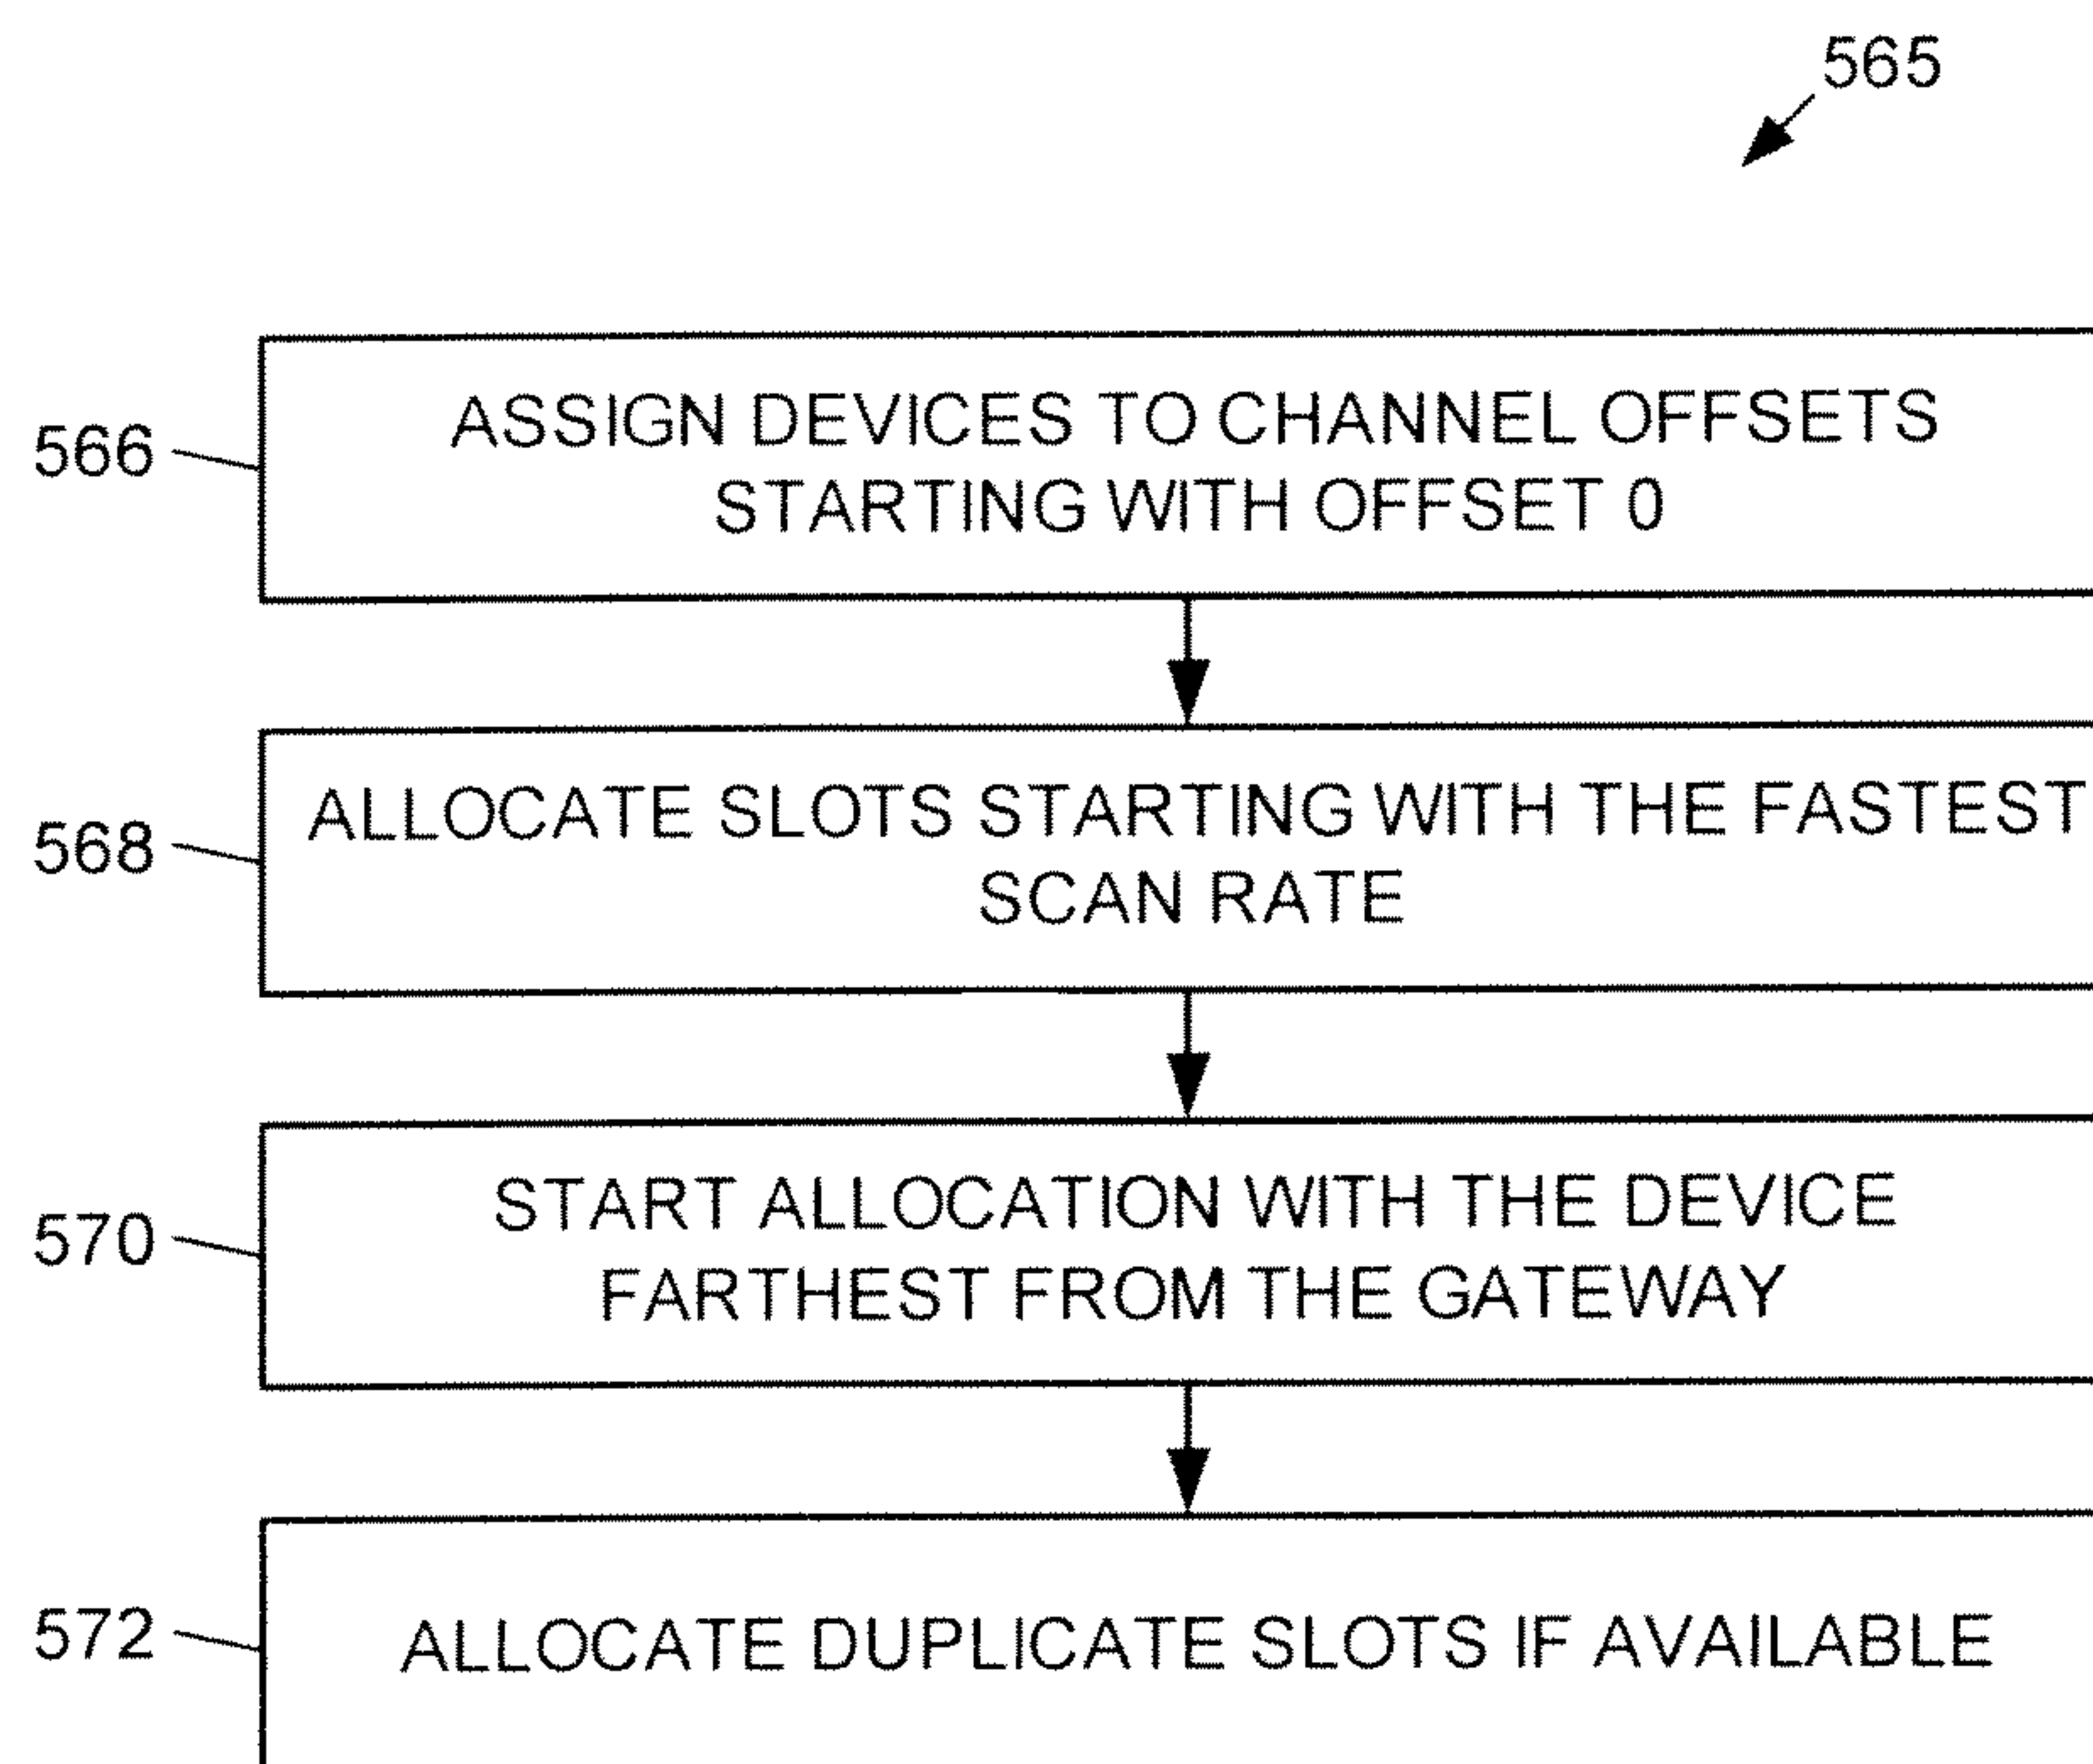 565
566
ASSIGN DEVICES TO CHANNEL OFFSETS
STARTING WITH OFFSET 0
568
ALLOCATE SLOTS STARTING WITH THE FASTEST
SCAN RATE
570
START ALLOCATION WITH THE DEVICE
FARTHEST FROM THE GATEWAY
572
ALLOCATE DUPLICATE SLOTS IF AVAILABLE